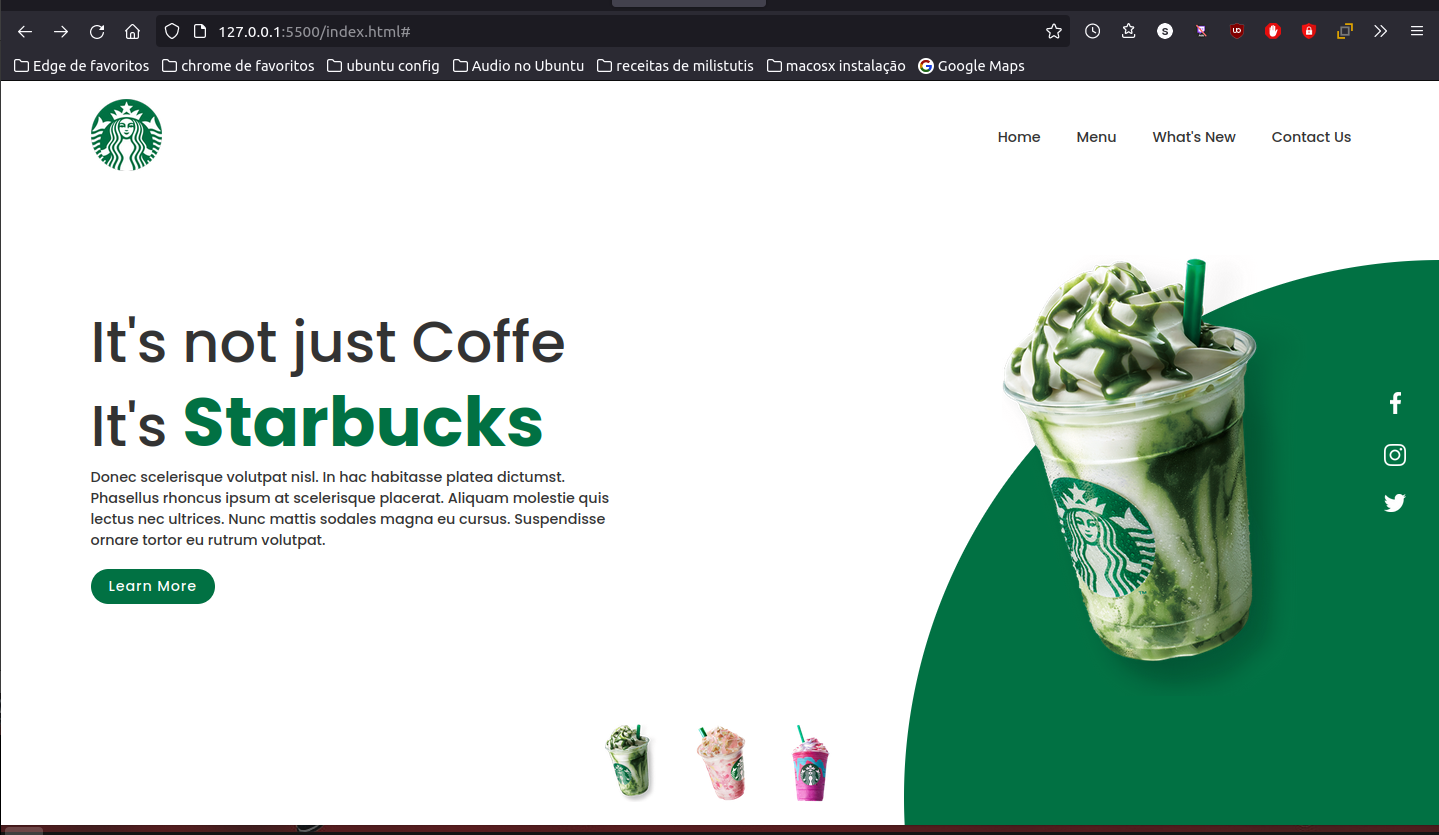 127.0.0.1:5500/index.html#
S
UD
Edge de favoritos
chrome de favoritos
ubuntu config
Audio no Ubuntu
receitas de milistutis
macosx instalação
Google Maps
Home
Menu
What's New
Contact Us
It's not just Coffe
It's Starbucks
Donec scelerisque volutpat nisl. In hac habitasse platea dictumst.
Phasellus rhoncus ipsum at scelerisque placerat. Aliquam molestie quis
lectus nec ultrices. Nunc mattis sodales magna eu cursus. Suspendisse
ornare tortor eu rutrum volutpat.
Learn More